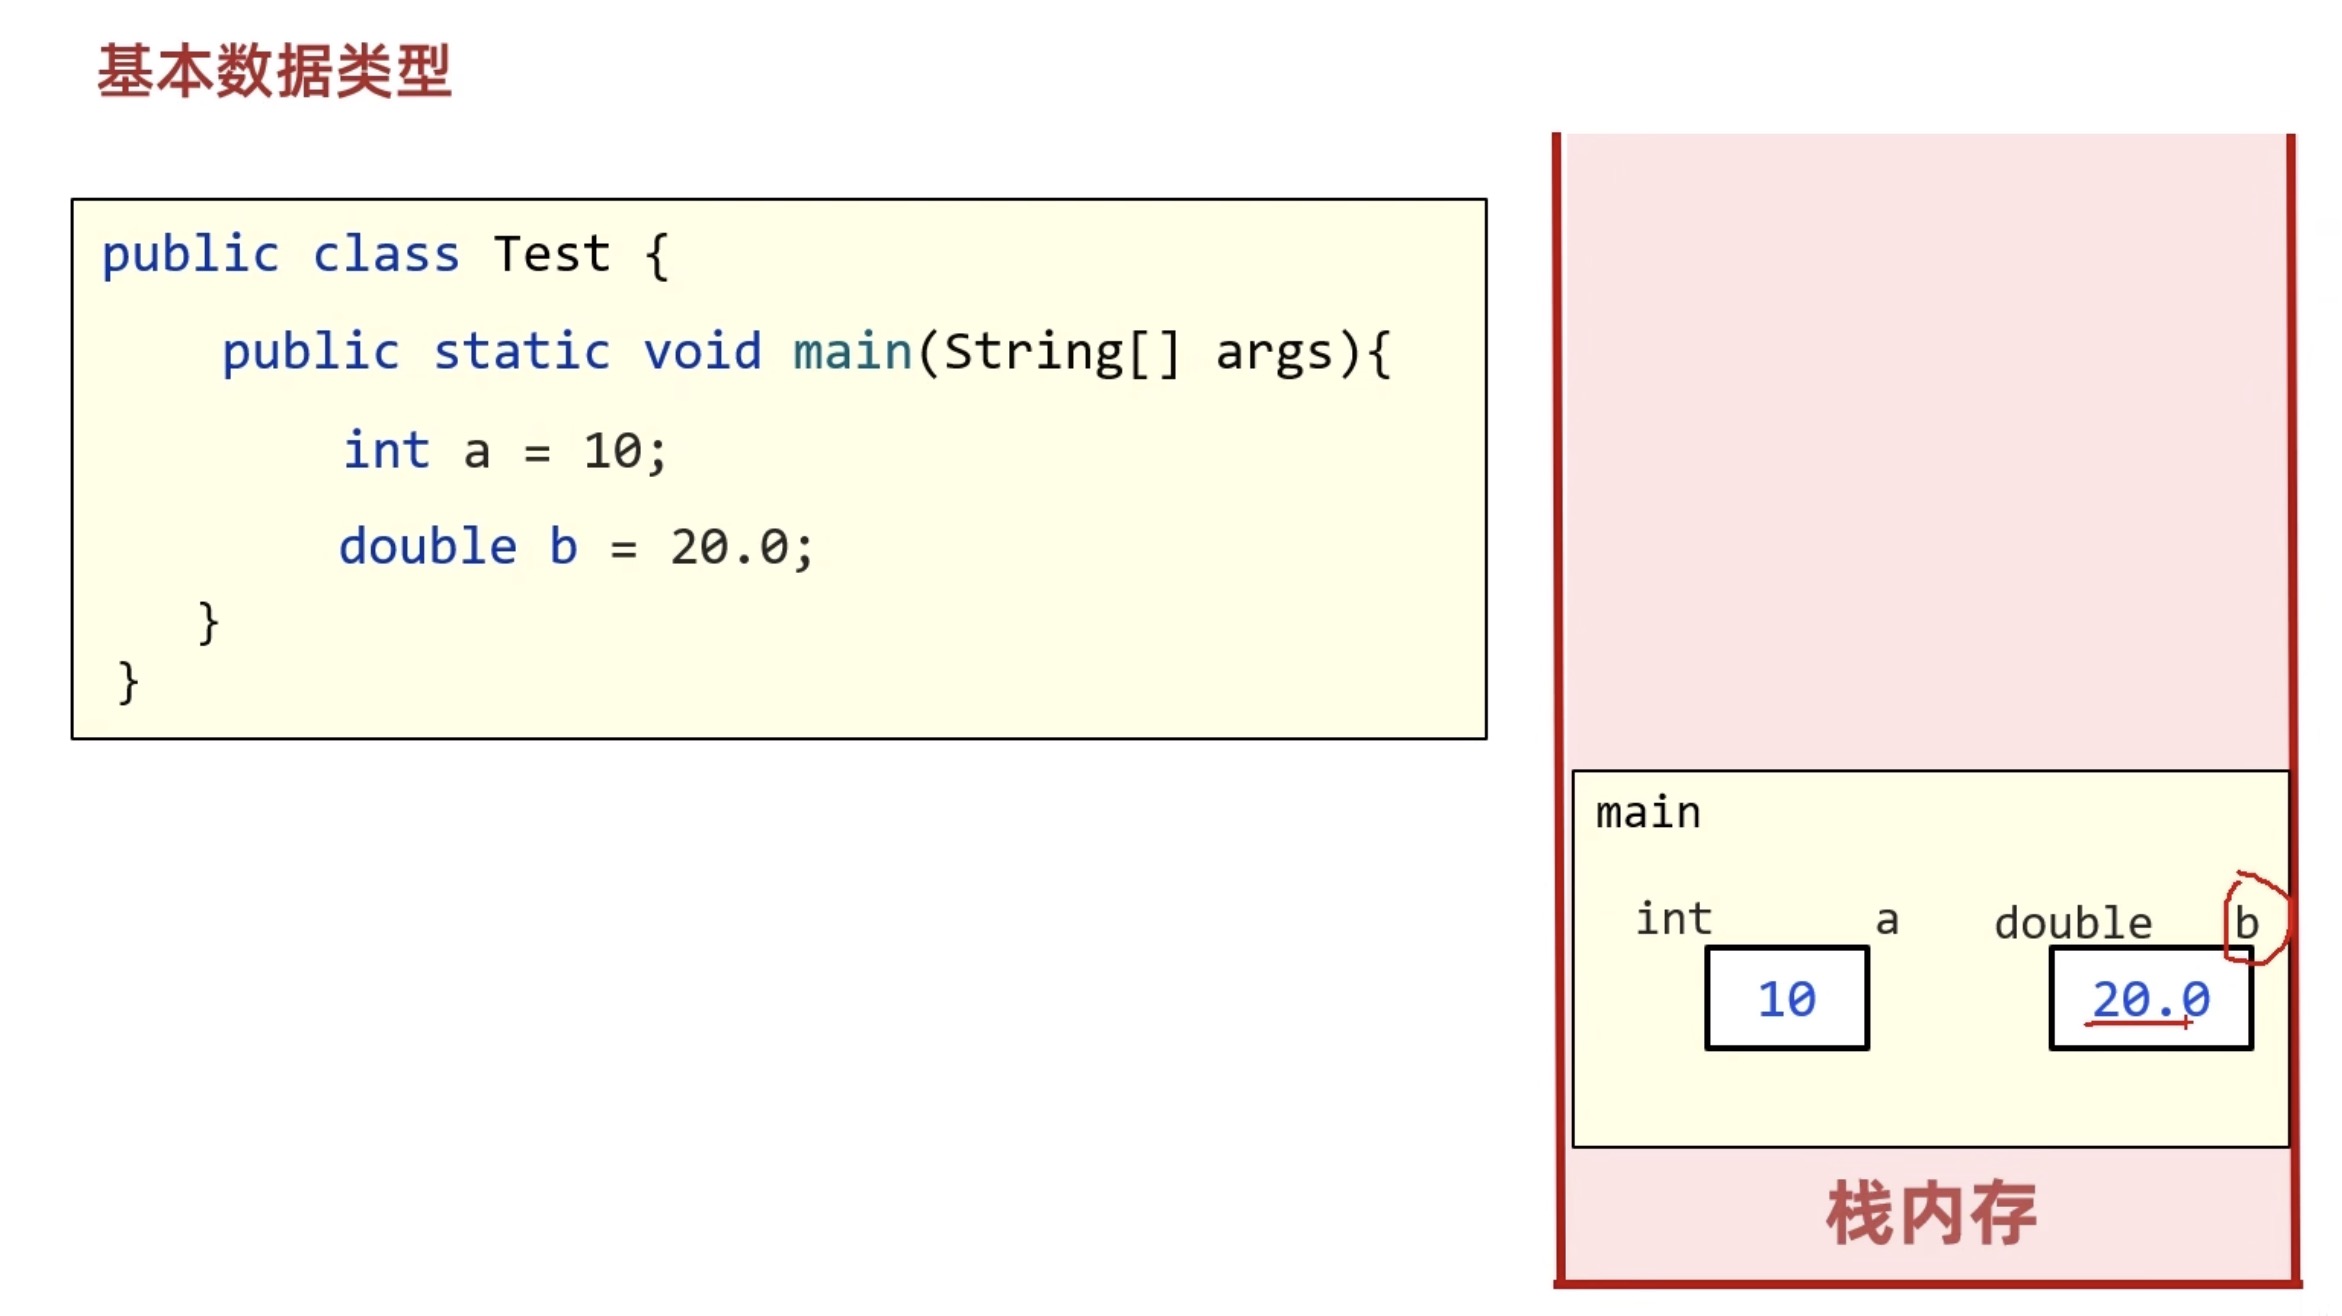 基本数据类型
public class Test {
public static void main(String[] args){
int a = 10;
double b = 20.0;
}
}
main
int a double b
10 20.0
栈内存